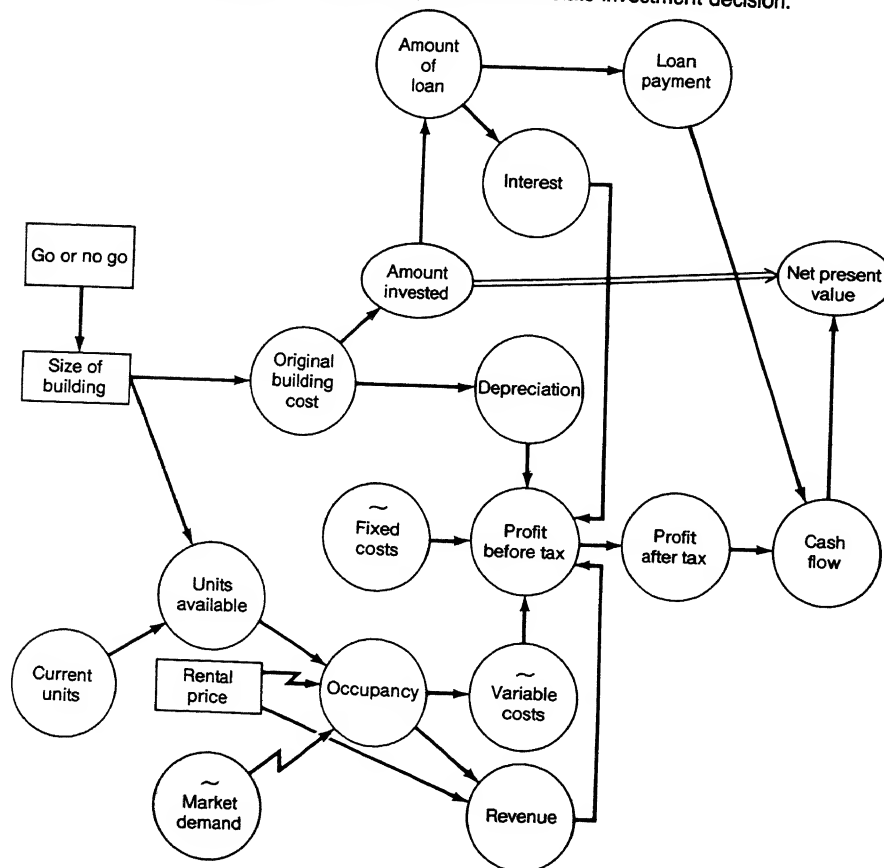 investment decision.
Amount
of
loan
Loan
payment
Interest
Go or no go
Amount
invested
Net present
value
Size of
building
Original
building
cost
Depreciation
~
Fixed
costs
Profit
before tax
Profit
after tax
Cash
flow
Units
available
Current
units
Rental
price
Occupancy
~
Variable
costs
~
Market
demand
Revenue